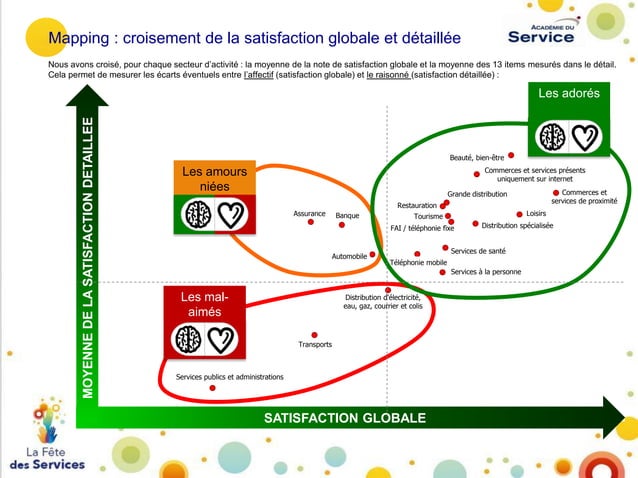 Mapping : croisement de la satisfaction globale et détaillée
ACADÉMIE DU
Service
Nous avons croisé, pour chaque secteur d'activité : la moyenne de la note de satisfaction globale et la moyenne des 13 items mesurés dans le détail.
Cela permet de mesurer les écarts éventuels entre l'affectif (satisfaction globale) et le raisonné (satisfaction détaillée) :
Les adorés
MOYENNE DE LA SATISFACTION DETAILLEE
Beauté, bien-être
Commerces et services présents
uniquement sur internet
Les amours
niées
Grande distribution
Commerces et
services de proximité
Restauration
Assurance
Banque
Tourisme
Loisirs
FAI / téléphonie fixe
Distribution spécialisée
Automobile
Services de santé
Téléphonie mobile
Services à la personne
Les mal-
aimés
Distribution d'électricité,
eau, gaz, courrier et colis
Transports
Services publics et administrations
SATISFACTION GLOBALE
La Fête
des Services